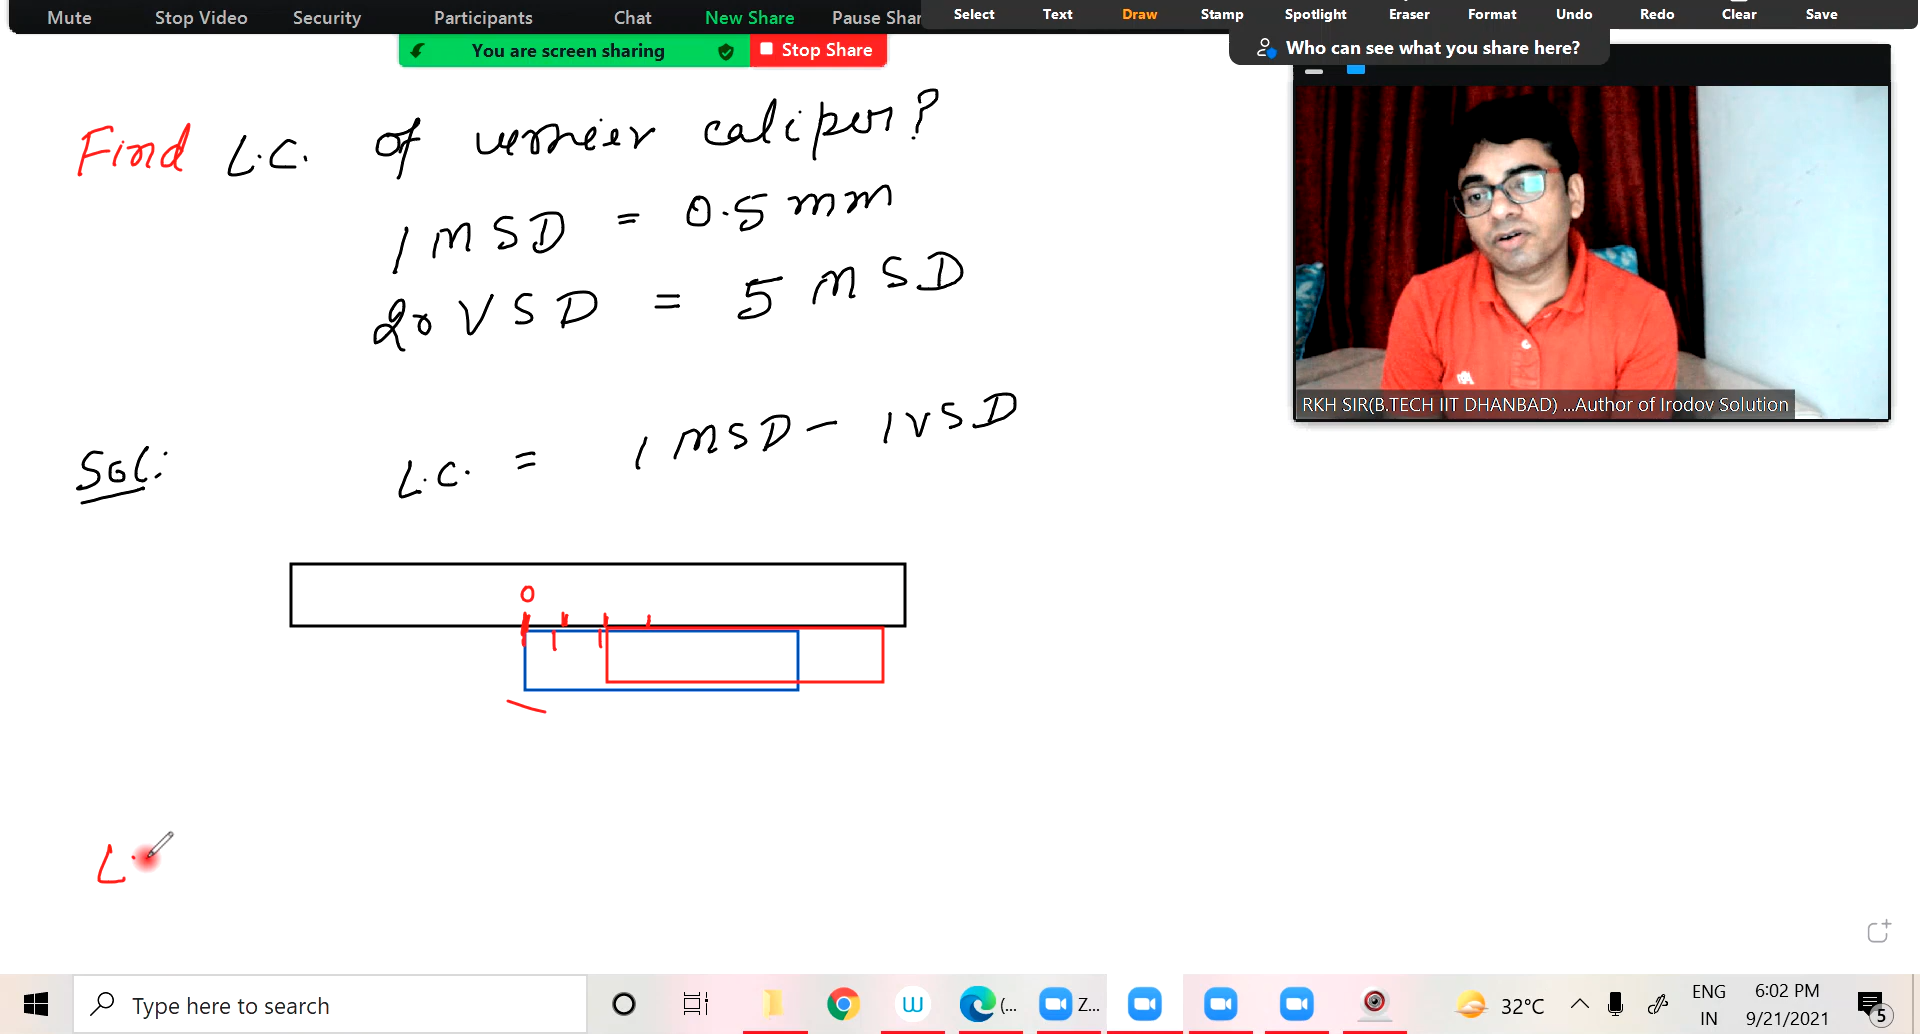 Mute Stop Video Security Participants Chat New Share Pause Shar Select Text Draw Stamp Spotlight Eraser Format Undo Redo Clear Save
You are screen sharing Stop Share Who can see what you share here?
Find L.C. of vernier caliper?
1 MSD = 0.5 mm
20 VSD = 5 MSD
RKH SIR(B.TECH IIT DHANBAD) ...Author of Irodov Solution
Sol: L.C. = 1 MSD - 1 VSD
0
L.
Type here to search (... Z... 32°C ENG 6:02 PM
IN 9/21/2021 5